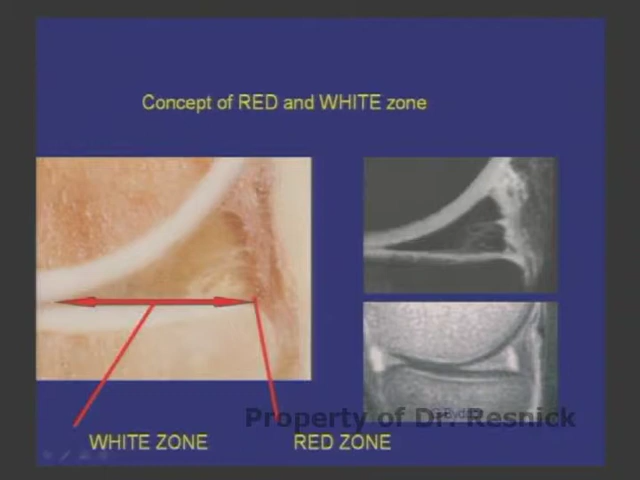 Concept of RED and WHITE zone
Property of Dr. Resnick
WHITE ZONE
RED ZONE